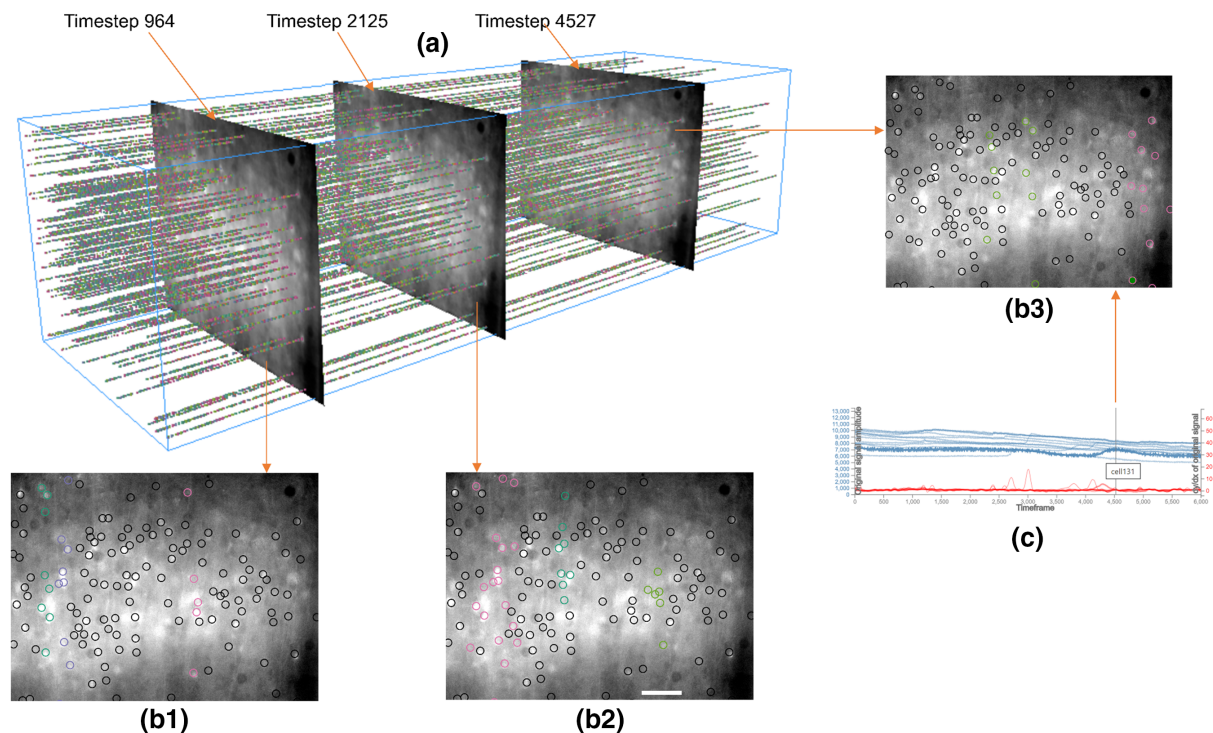 Timestep 964
Timestep 2125
Timestep 4527
(a)
(b3)
13,000
12,000
11,000
10,000
9,000
8,000
7,000
6,000
5,000
4,000
3,000
2,000
1,000
0
Original signal amplitude
60
50
40
30
20
10
0
dy/dx of original signal
cell131
0
500
1,000
1,500
2,000
2,500
3,000
3,500
4,000
4,500
5,000
5,500
6,000
Timeframe
(c)
(b1)
(b2)